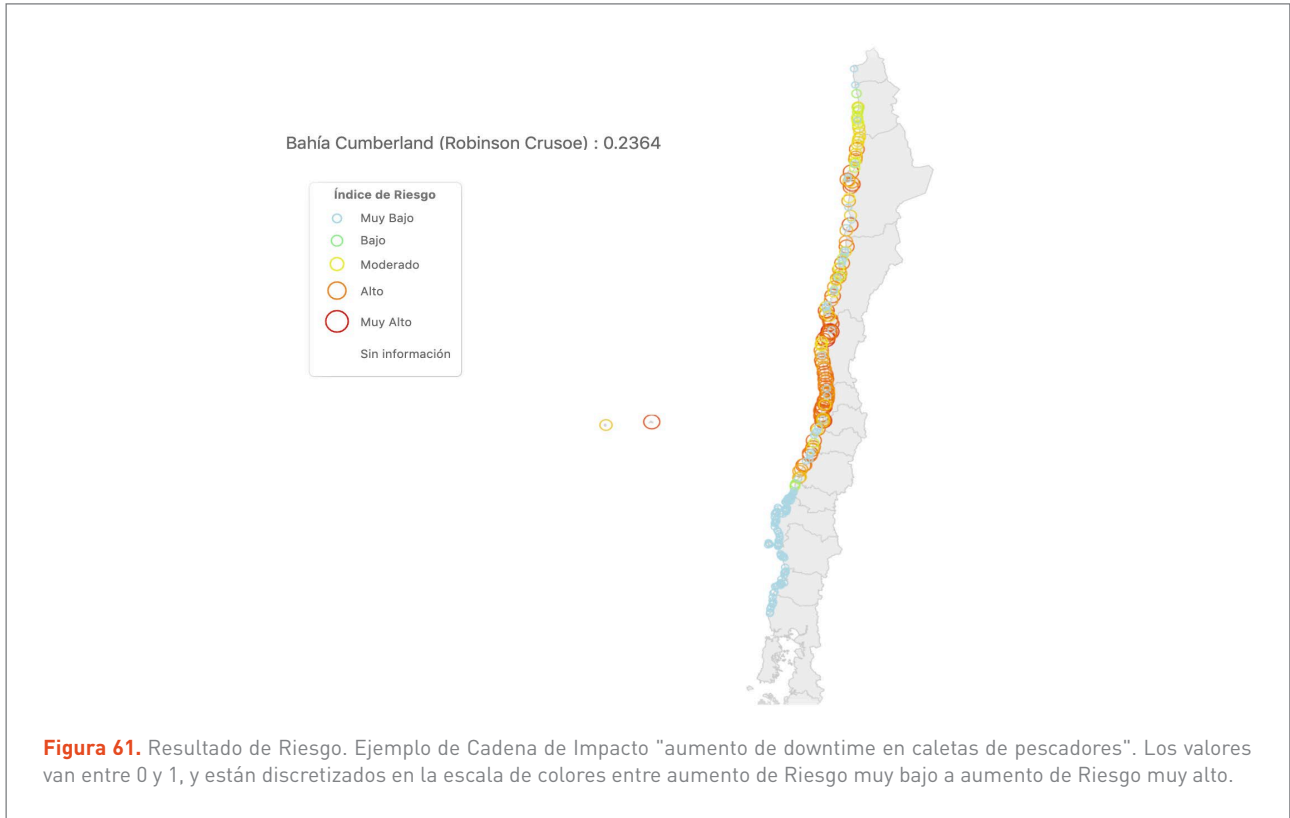 Bahía Cumberland (Robinson Crusoe) : 0.2364
Índice de Riesgo
Muy Bajo
Bajo
Moderado
Alto
Muy Alto
Sin información
Figura 61. Resultado de Riesgo. Ejemplo de Cadena de Impacto "aumento de downtime en caletas de pescadores". Los valores
van entre 0 y 1, y están discretizados en la escala de colores entre aumento de Riesgo muy bajo a aumento de Riesgo muy alto.